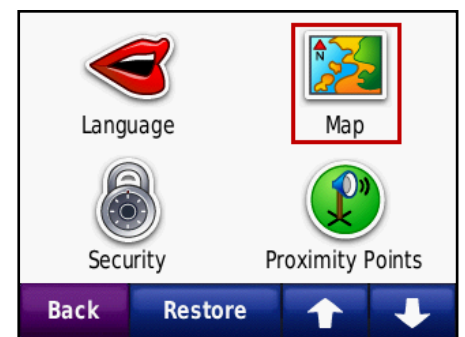 N
Language
Map
Security
Proximity Points
Back
Restore